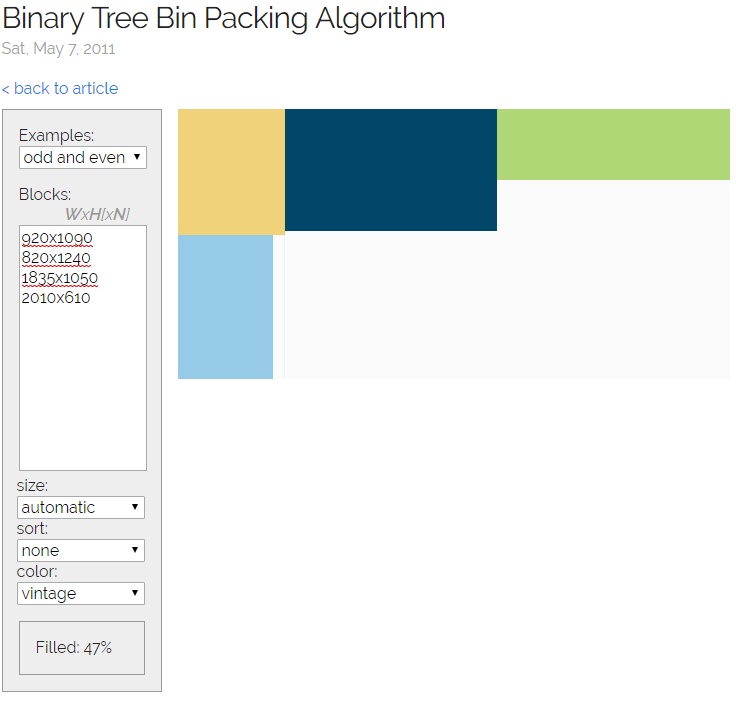 Binary Tree Bin Packing Algorithm
Sat, May 7, 2011
< back to article
Examples:
odd and even
Blocks:
WxH[xN]
920x1090
820x1240
1835x1050
2010x610
size:
automatic
sort:
none
color:
vintage
Filled: 47%